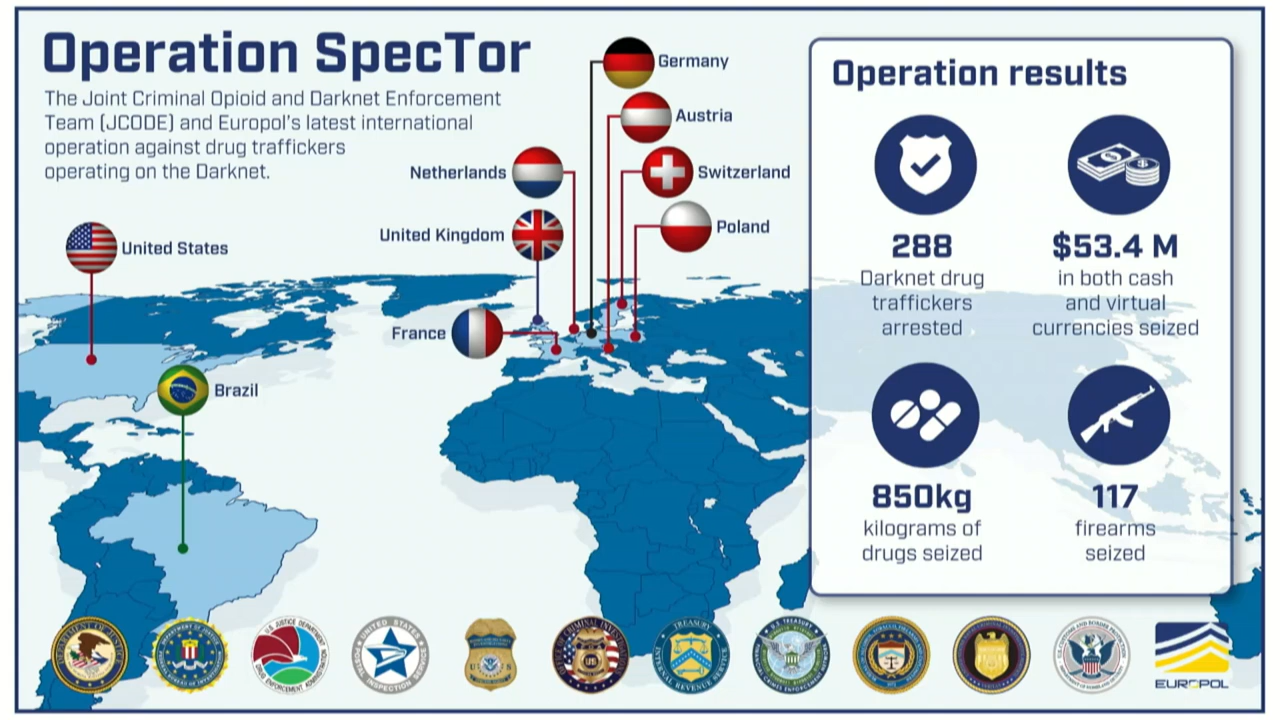 Operation SpecTor
The Joint Criminal Opioid and Darknet Enforcement
Team (JCODE) and Europol's latest international
operation against drug traffickers
operating on the Darknet.
Germany
Austria
Netherlands
Switzerland
United Kingdom
Poland
United States
France
Brazil
Operation results
288
Darknet drug
traffickers
arrested
$53.4 M
in both cash
and virtual
currencies seized
850kg
kilograms of
drugs seized
117
firearms
seized
EUROPOL